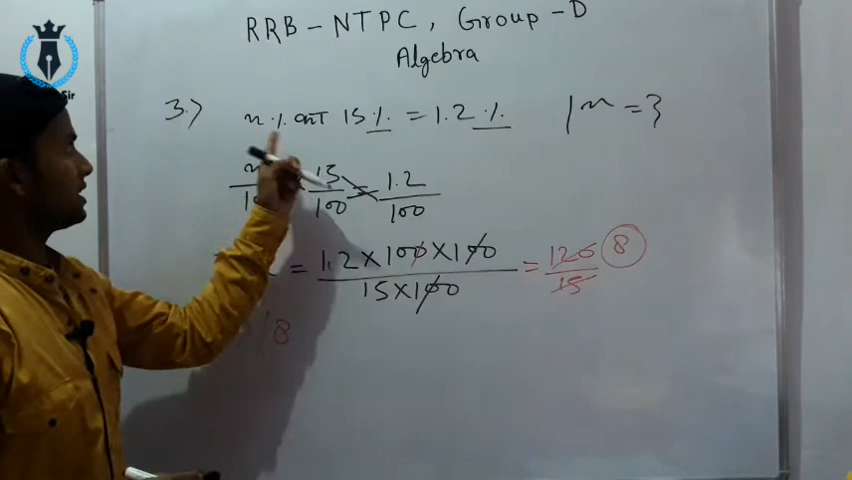 RRB - NTPC, Group - D
Algebra
3.> x % का 15 % = 1.2 % | x = ?
15/100 = 1.2/100
= 1.2 x 100 x 100 / 15 x 100 = 120/15 8
8